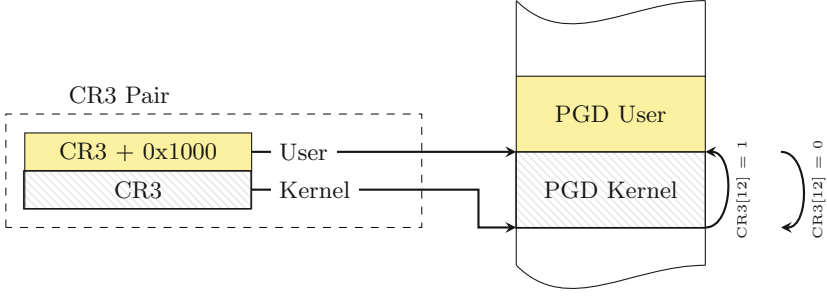 CR3 Pair
CR3 + 0x1000
User
CR3
Kernel
PGD User
PGD Kernel
CR3[12] = 1
CR3[12] = 0